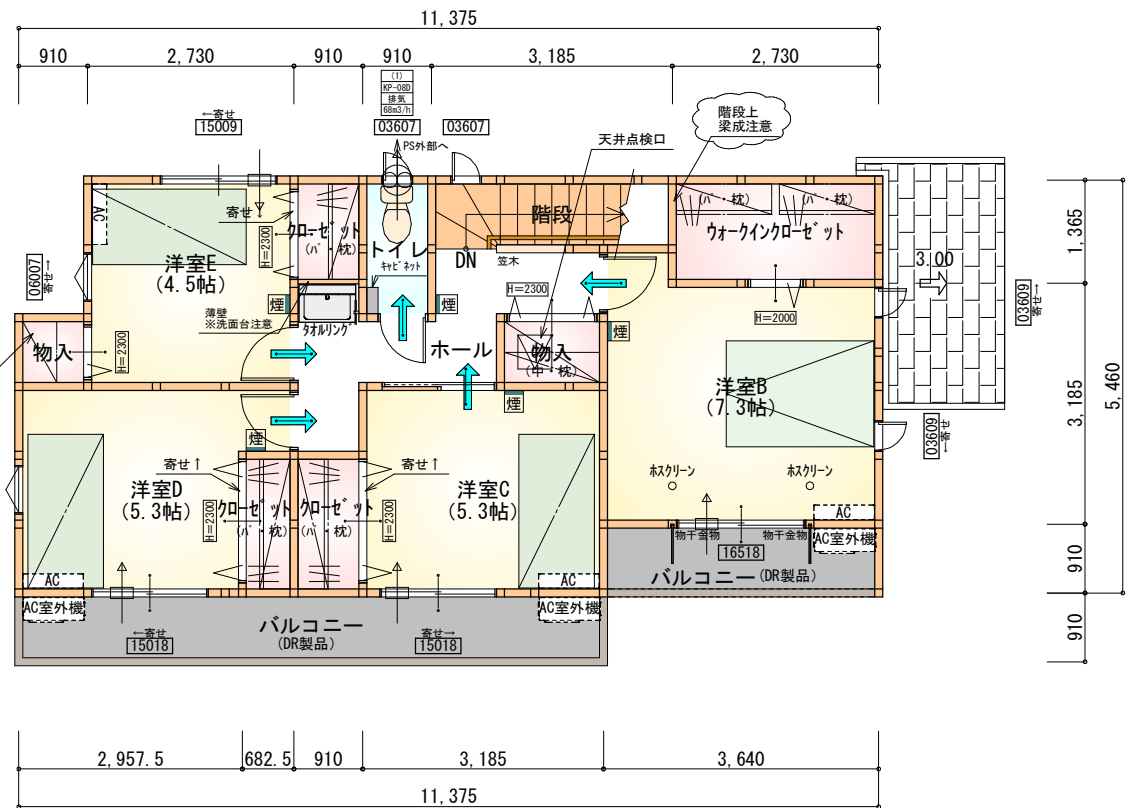 11,375
910
2,730
910
910
3,185
2,730
(1)
KP-08D
排気
68m3/h
←寄せ
15009
03607
03607
PS外部へ
階段上
梁成注意
天井点検口
AC
寄せ
H=2300
クローゼット
(パ・枕)
トイレ
キャビネット
階段
DN
笠木
(パ・枕)
(パ・枕)
ウォークインクローゼット
3.00
1,365
06007
寄せ→
洋室E
(4.5帖)
煙
薄壁
※洗面台注意
タオルリング
煙
H=2300
煙
H=2000
03609
寄せ→
物入
H=2300
ホール
物入
(中・枕)
洋室B
(7.3帖)
3,185
5,460
煙
煙
03609
←寄せ
寄せ↑
寄せ↑
洋室D
(5.3帖)
H=2300
クローゼット
(パ・枕)
クローゼット
(パ・枕)
H=2300
洋室C
(5.3帖)
ホスクリーン
ホスクリーン
AC
物干金物
物干金物
AC室外機
16518
バルコニー(DR製品)
910
AC
AC
AC室外機
AC室外機
バルコニー
(DR製品)
←寄せ
15018
寄せ→
15018
910
2,957.5
682.5
910
3,185
3,640
11,375